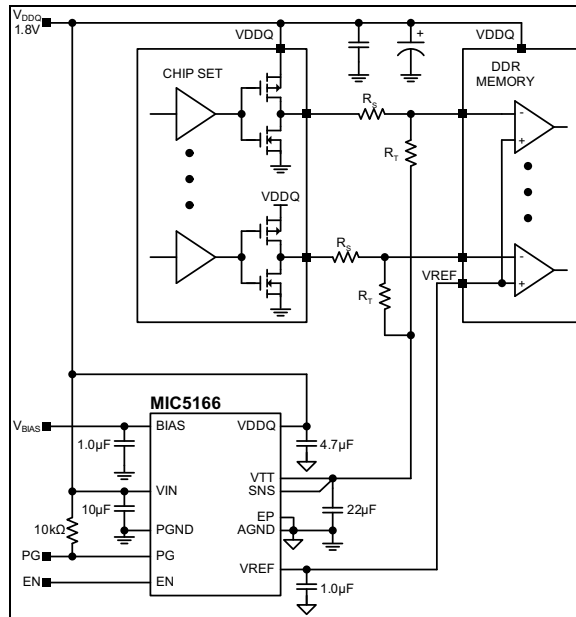 VDDQ
1.8V
VDDQ
VDDQ
CHIP SET
DDR
MEMORY
+
RS
-
RT
+
VDDQ
RS
-
VREF
+
RT
MIC5166
VBIAS
BIAS
VDDQ
1.0µF
4.7µF
VTT
VIN
SNS
10µF
22µF
10kΩ
PGND
EP
AGND
PG
PG
EN
EN
VREF
1.0µF